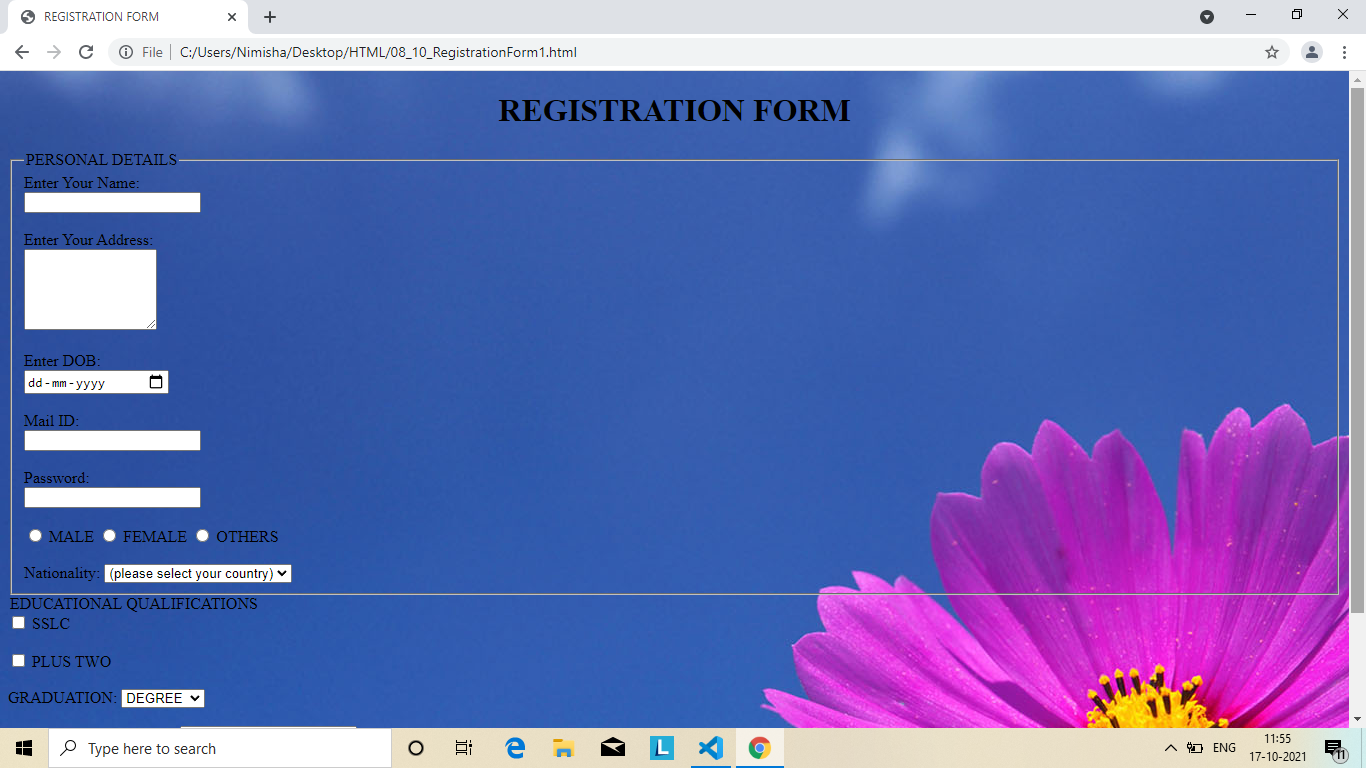 REGISTRATION FORM
File C:/Users/Nimisha/Desktop/HTML/08_10_RegistrationForm1.html
REGISTRATION FORM
PERSONAL DETAILS
Enter Your Name:
Enter Your Address:
Enter DOB:
dd-mm-yyyy
Mail ID:
Password:
MALE FEMALE OTHERS
Nationality: (please select your country)
EDUCATIONAL QUALIFICATIONS
SSLC
PLUS TWO
GRADUATION: DEGREE
Type here to search
L
ENG
11:55
17-10-2021
11